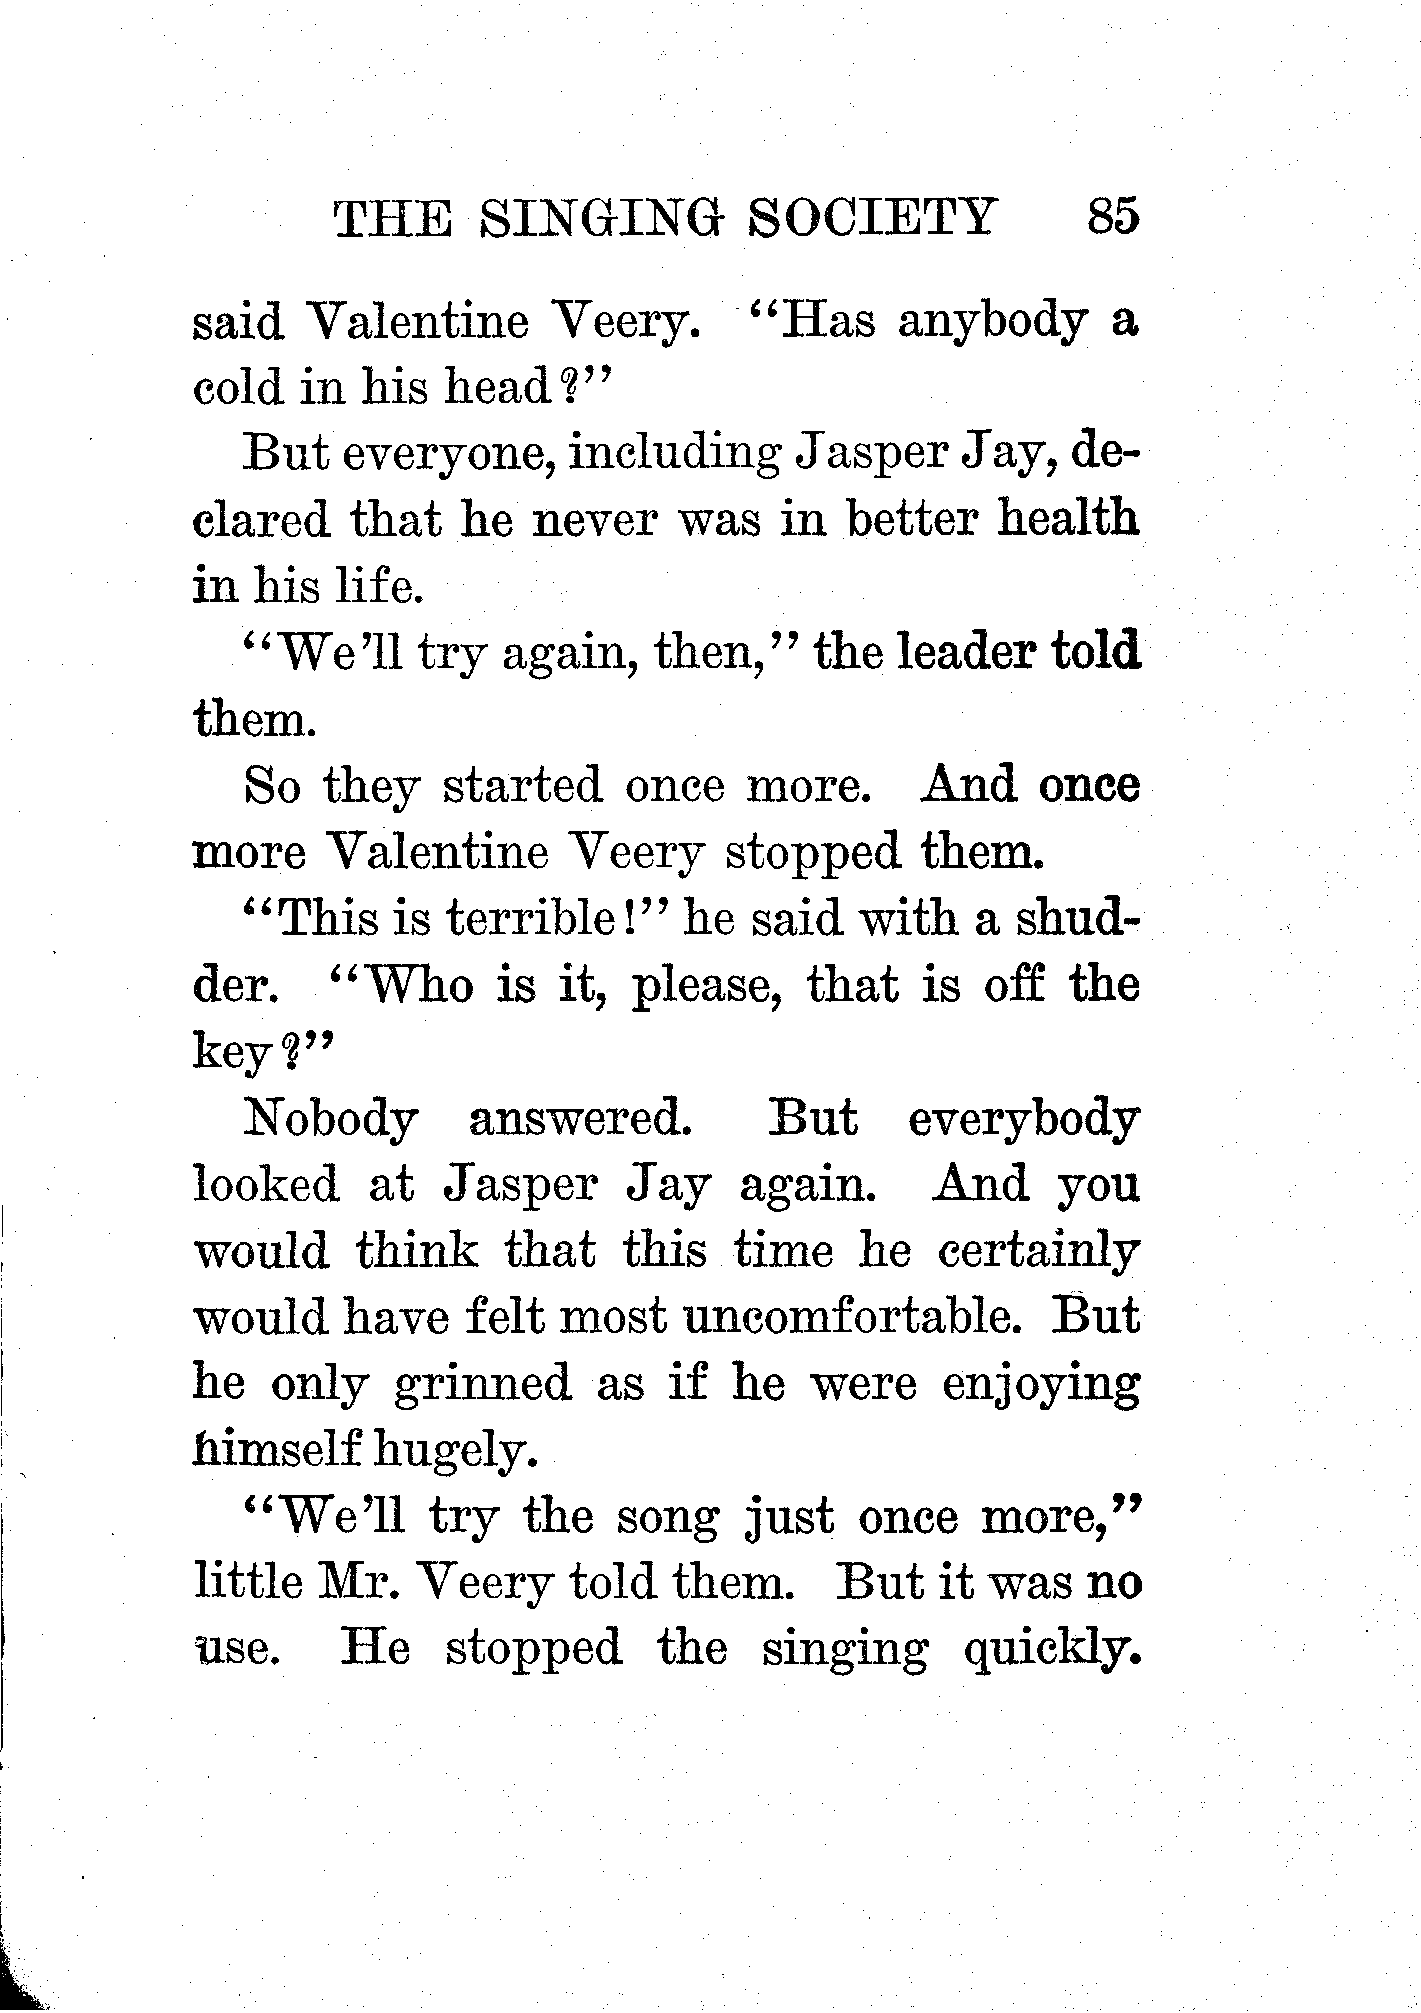 THE SINGING SOCIETY 85
said Valentine Veery. "Has anybody a
cold in his head?"
But everyone, including Jasper Jay, de-
clared that he never was in better health
in his life.
"We'll try again, then," the leader told
them.
So they started once more. And once
more Valentine Veery stopped them.
"This is terrible!" he said with a shud-
der. "Who is it, please, that is off the
key?"
Nobody answered. But everybody
looked at Jasper Jay again. And you
would think that this time he certainly
would have felt most uncomfortable. But
he only grinned as if he were enjoying
himself hugely.
"We'll try the song just once more,"
little Mr. Veery told them. But it was no
use. He stopped the singing quickly.